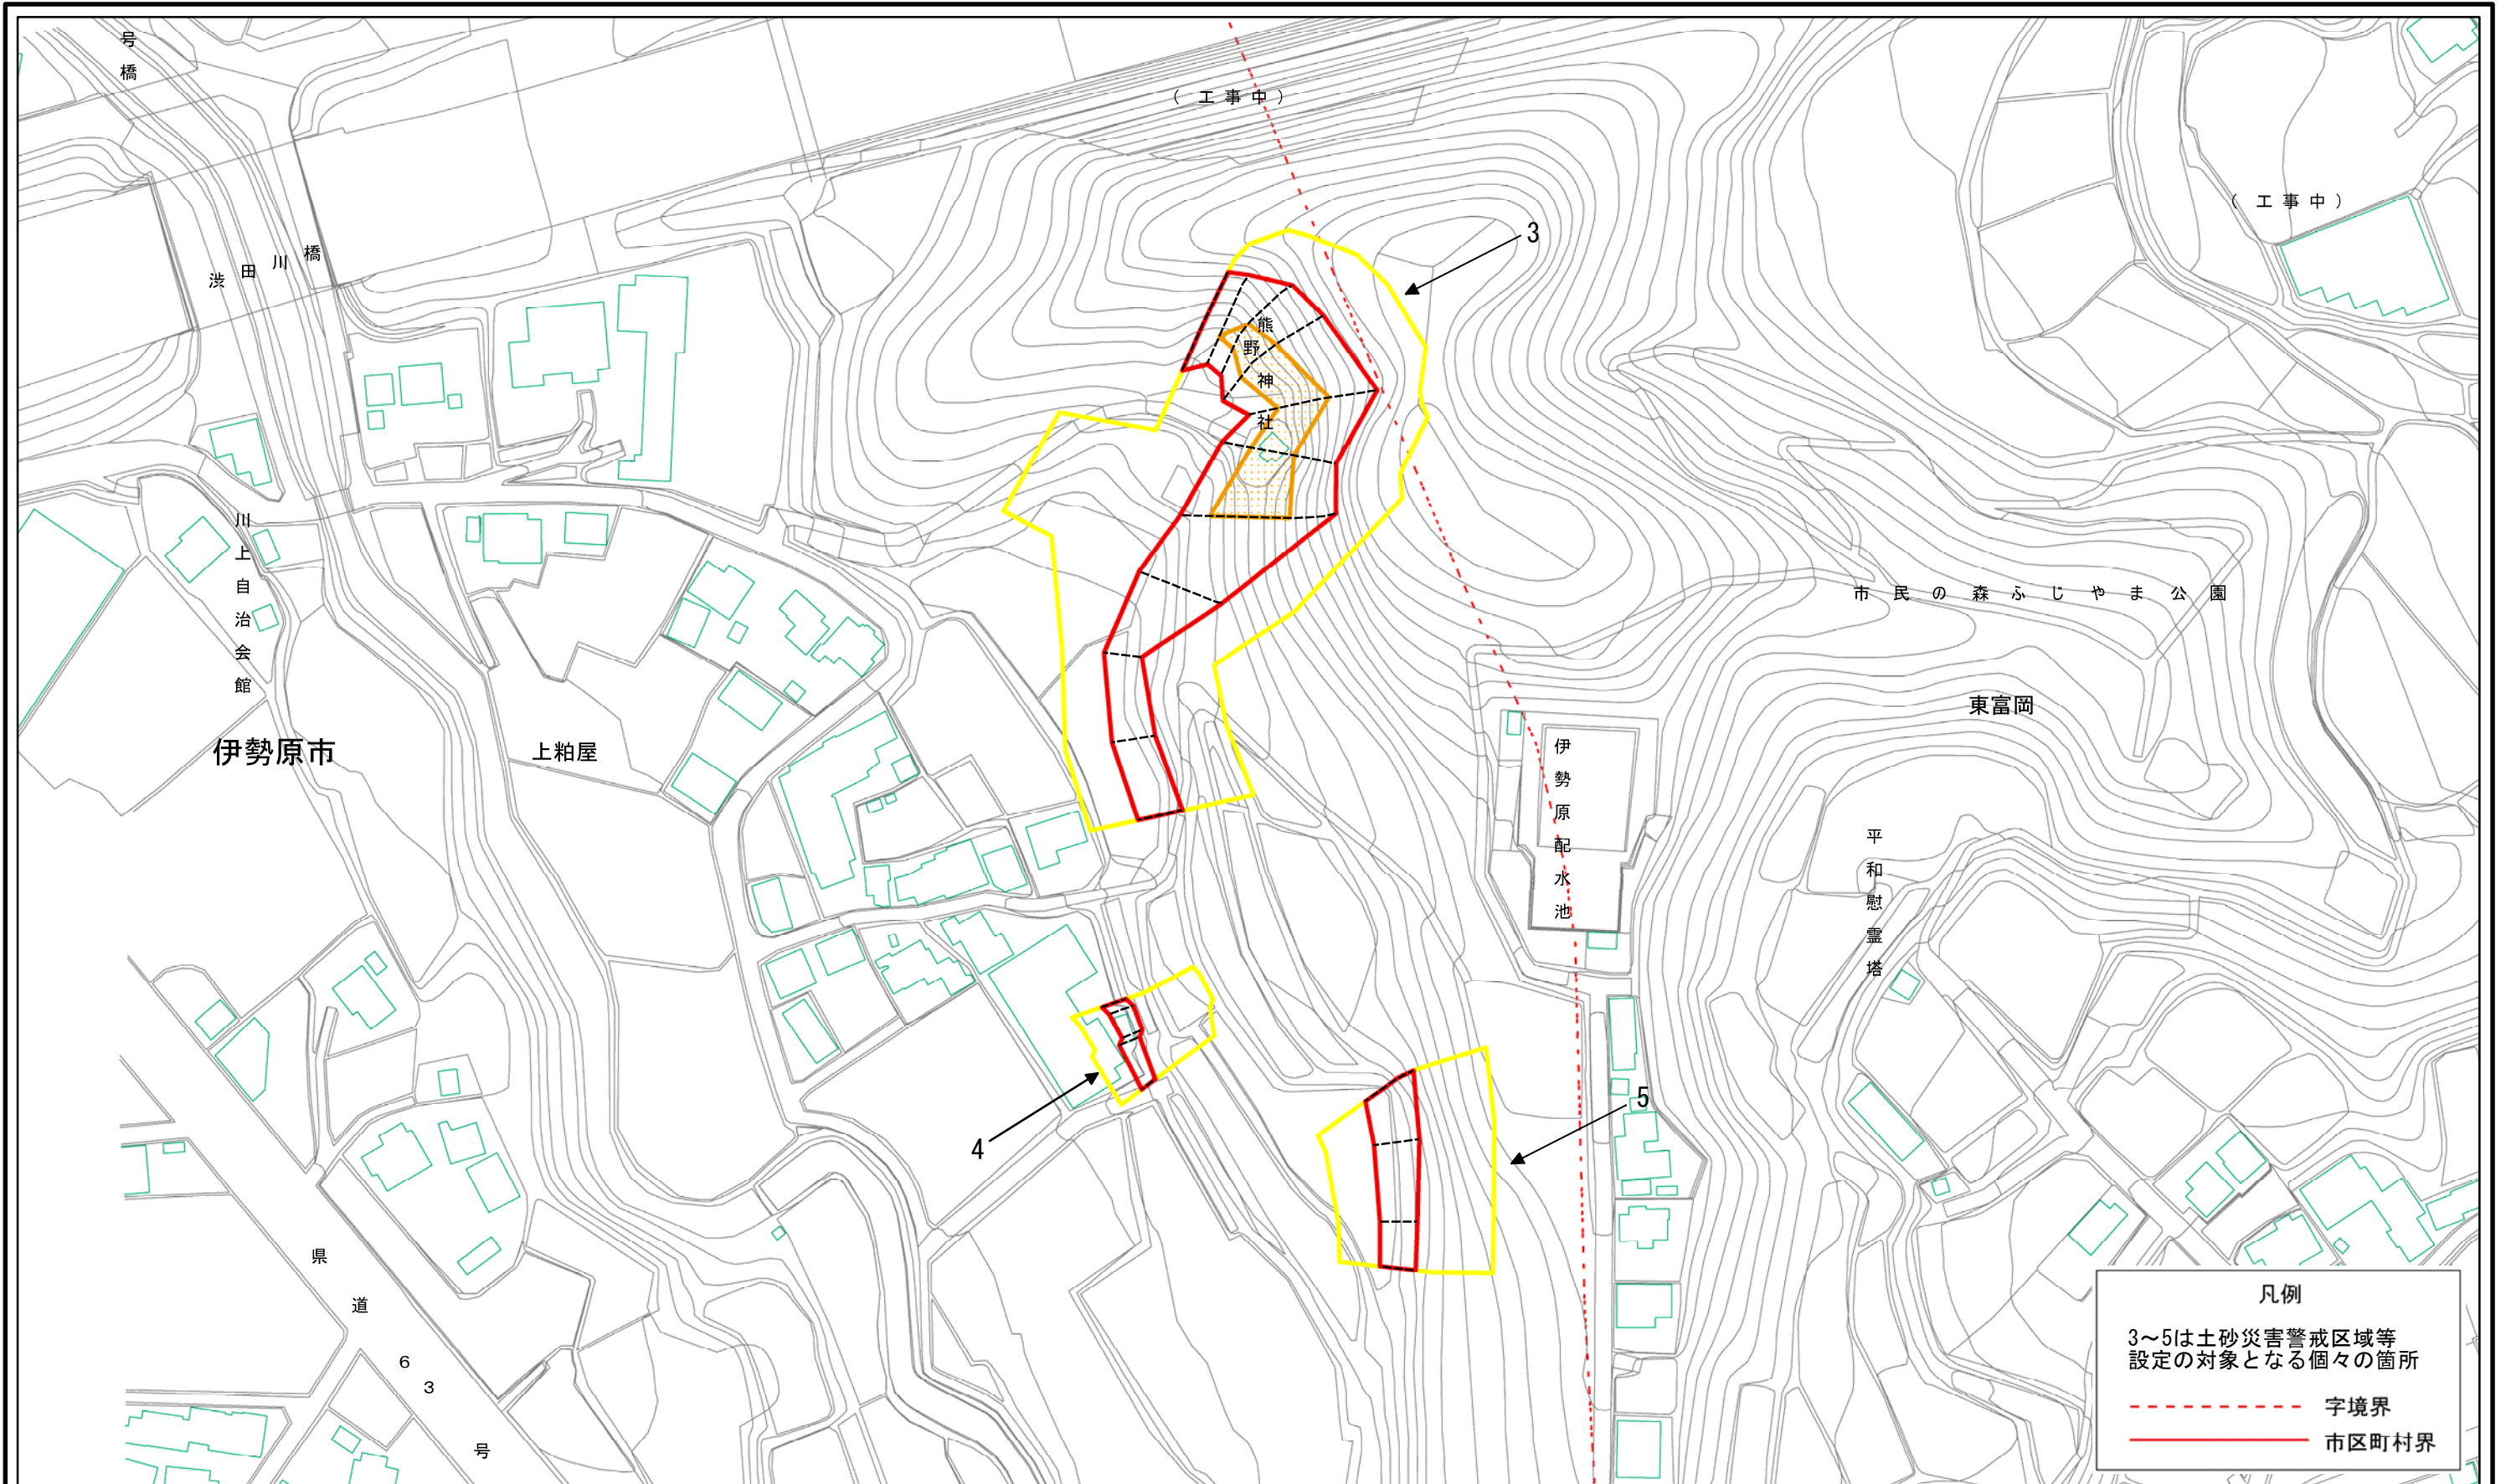 号橋
（ 工 事 中 ）
（ 工 事 中 ）
渋田川橋
3
熊野神社
川上自治会館
市民の森ふじやま公園
東富岡
伊勢原市
上粕屋
伊勢原配水池
平和慰霊塔
4
5
県道63号
凡例
3～5は土砂災害警戒区域等
設定の対象となる個々の箇所
字境界
市区町村界